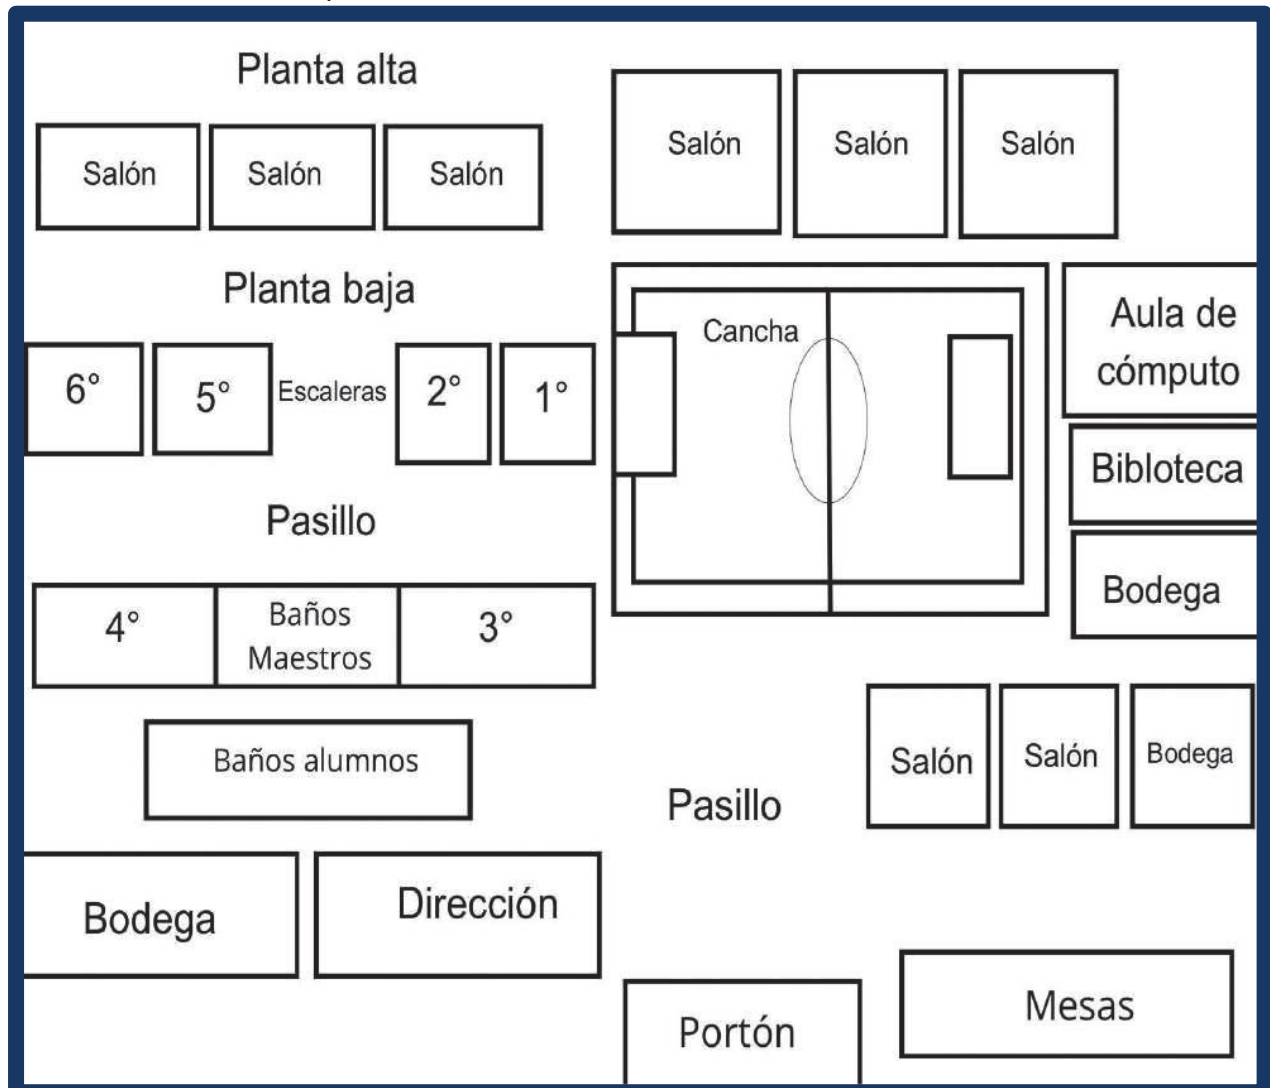 Planta alta
Salón Salón Salón
Salón Salón Salón
Planta baja
6° 5° Escaleras 2° 1°
Cancha
Aula de
cómputo
Bibloteca
Bodega
Pasillo
4° Baños
Maestros
3°
Baños alumnos
Pasillo
Salón Salón Bodega
Bodega Dirección
Portón
Mesas